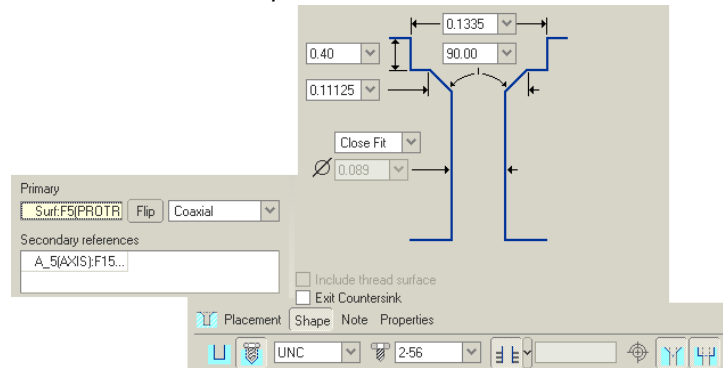 0.1335
0.40
90.00
0.11125
Close Fit
Ø 0.089
Primary
Surf:F5(PROTR Flip Coaxial
Secondary references
A_5(AXIS):F15...
Include thread surface
Exit Countersink
Placement Shape Note Properties
UNC 2-56